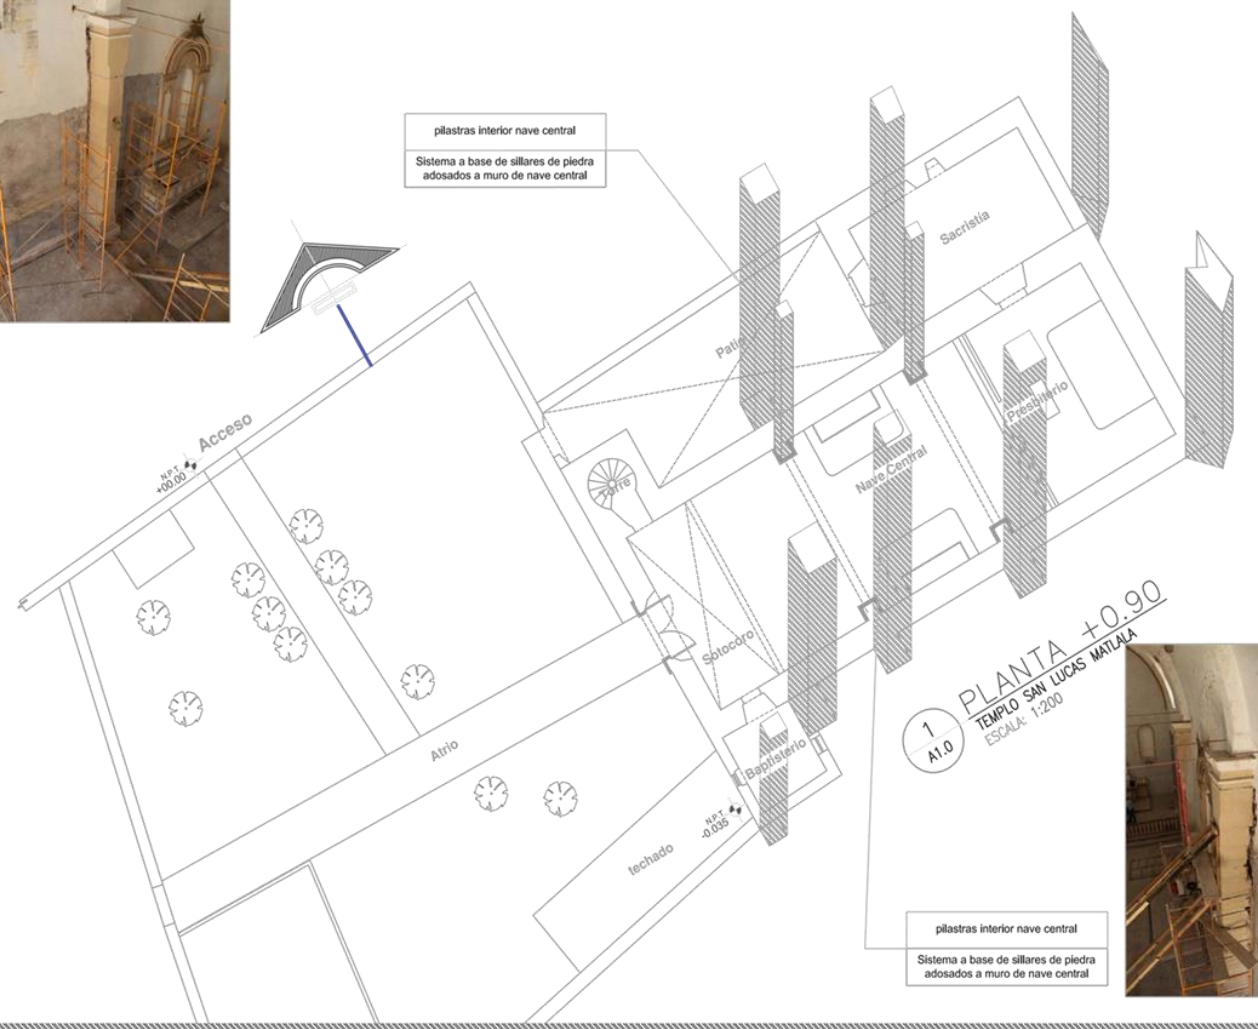 pilastras interior nave central
Sistema a base de sillares de piedra
adosados a muro de nave central
Sacristía
Patio
Presbiterio
Acceso
N.P.T.
+00.00
Nave Central
Torre
Sotocoro
PLANTA +0.90
TEMPLO SAN LUCAS MATLALA
ESCALA: 1:200
1
A1.0
Atrio
Baptisterio
N.P.T.
-0.035
techado
pilastras interior nave central
Sistema a base de sillares de piedra
adosados a muro de nave central